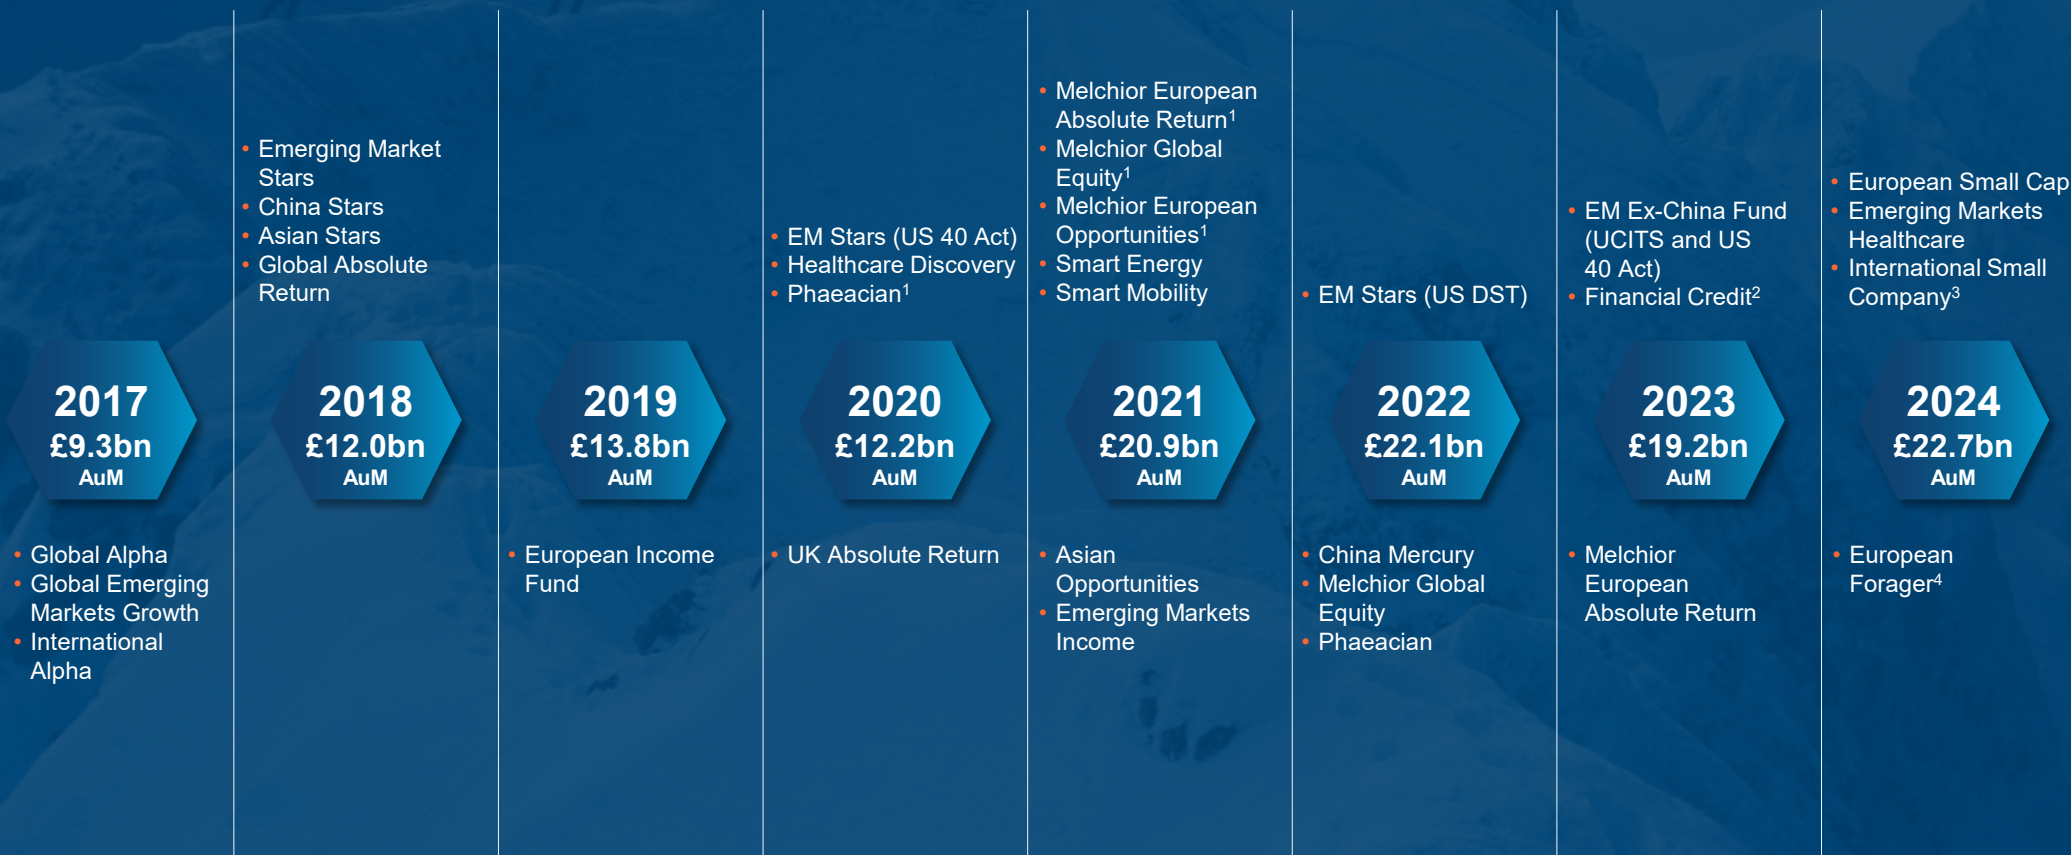 • Emerging Market
Stars
• China Stars
• Asian Stars
• Global Absolute
Return
• EM Stars (US 40 Act)
• Healthcare Discovery
• Phaeacian¹
• Melchior European
Absolute Return¹
• Melchior Global
Equity¹
• Melchior European
Opportunities¹
• Smart Energy
• Smart Mobility
• EM Stars (US DST)
• EM Ex-China Fund
(UCITS and US
40 Act)
• Financial Credit²
• European Small Cap
• Emerging Markets
Healthcare
• International Small
Company³
2017
£9.3bn
AuM
2018
£12.0bn
AuM
2019
£13.8bn
AuM
2020
£12.2bn
AuM
2021
£20.9bn
AuM
2022
£22.1bn
AuM
2023
£19.2bn
AuM
2024
£22.7bn
AuM
• Global Alpha
• Global Emerging
Markets Growth
• International
Alpha
• European Income
Fund
• UK Absolute Return
• Asian
Opportunities
• Emerging Markets
Income
• China Mercury
• Melchior Global
Equity
• Phaeacian
• Melchior
European
Absolute Return
• European
Forager⁴